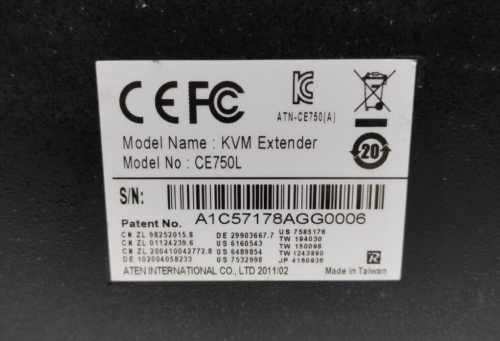 CE FC
ATN-CE750(A)
Model Name : KVM Extender
Model No : CE750L
20
S/N:
A1C57178AGG0006
Patent No.
CN ZL 98252015.8 DE 29903667.7 US 7585176
CN ZL 01124239.6 US 6160543 TW 194030
CN ZL 200410042772.8 US 6489854 TW 150098
DE 102004058233 US 7532998 TW I243890
JP 4160936
ATEN INTERNATIONAL CO., LTD 2011/02
R
Made in Taiwan